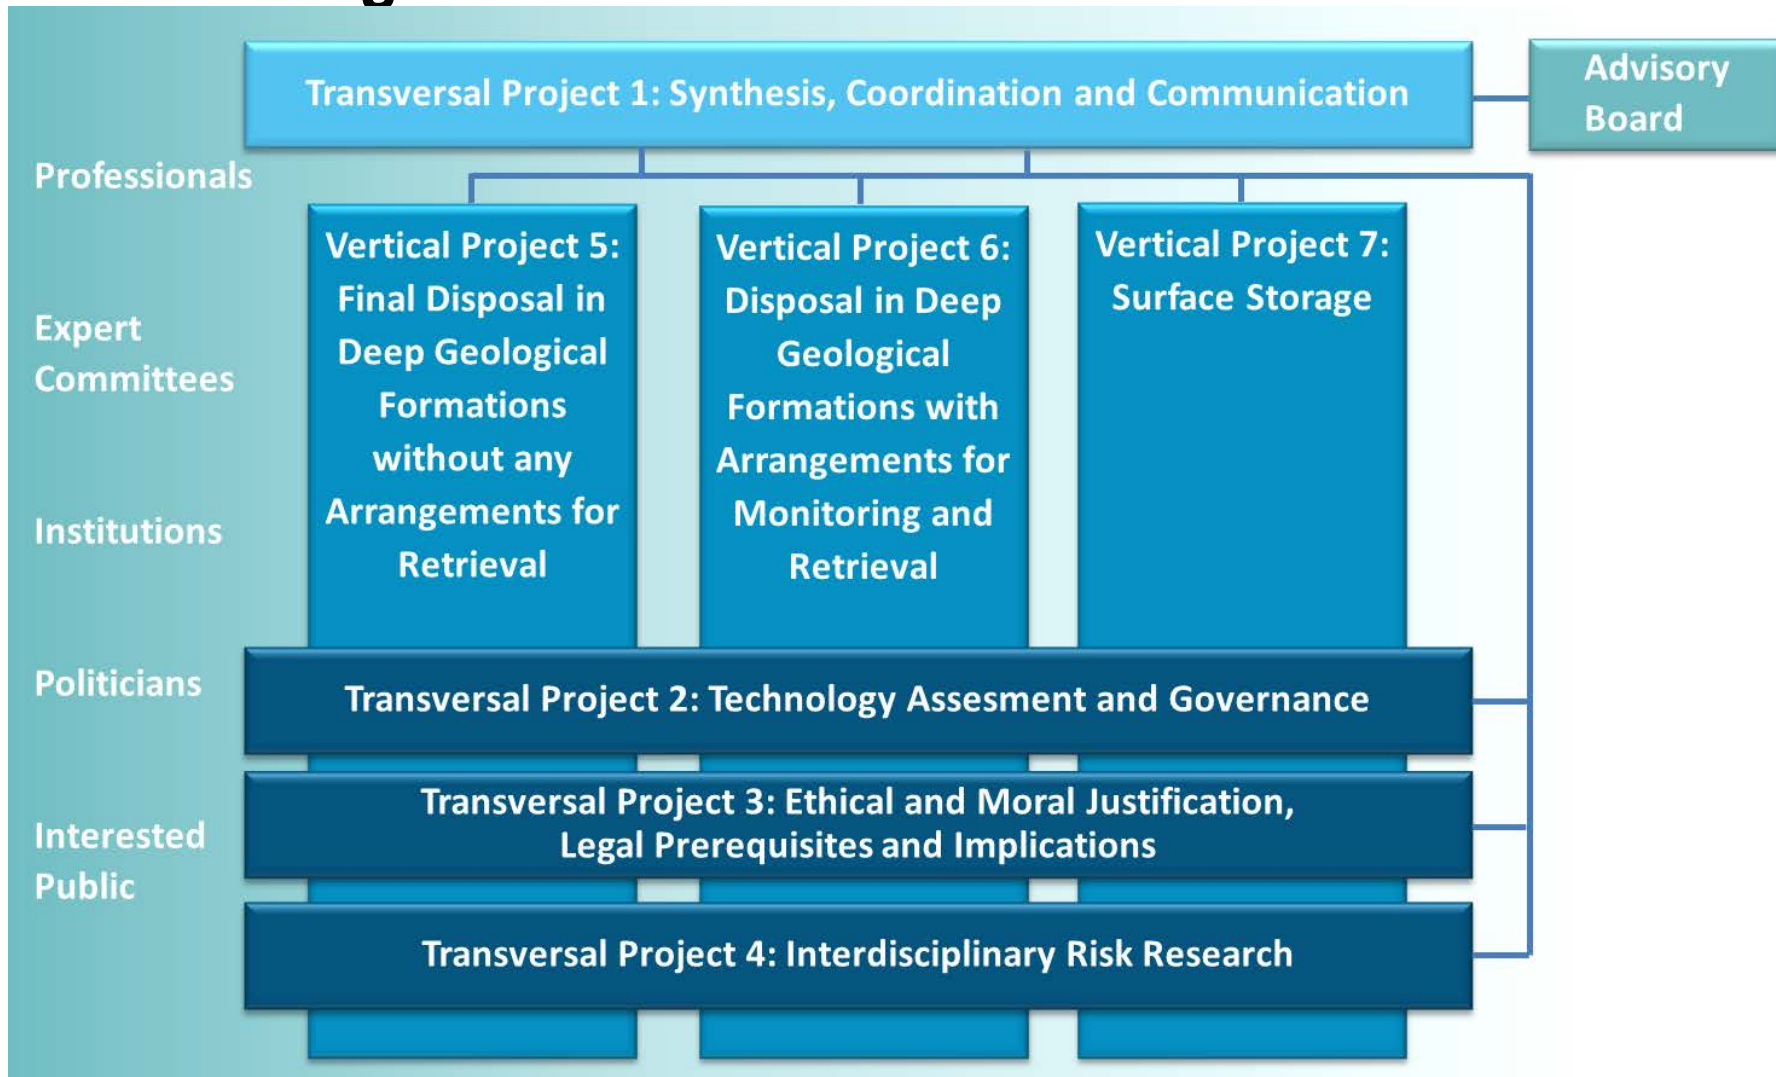 Transversal Project 1: Synthesis, Coordination and Communication
Advisory
Board
Professionals
Expert
Committees
Institutions
Politicians
Interested
Public
Vertical Project 5:
Final Disposal in
Deep Geological
Formations
without any
Arrangements for
Retrieval
Vertical Project 6:
Disposal in Deep
Geological
Formations with
Arrangements for
Monitoring and
Retrieval
Vertical Project 7:
Surface Storage
Transversal Project 2: Technology Assesment and Governance
Transversal Project 3: Ethical and Moral Justification,
Legal Prerequisites and Implications
Transversal Project 4: Interdisciplinary Risk Research